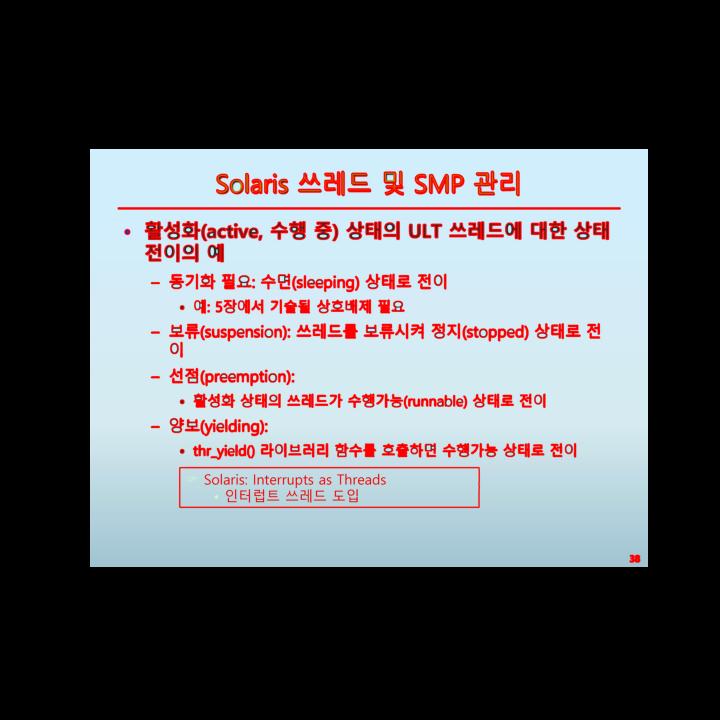 Solaris 쓰레드 및 SMP 관리
• 활성화(active, 수행 중) 상태의 ULT 쓰레드에 대한 상태
전이의 예
– 동기화 필요: 수면(sleeping) 상태로 전이
• 예: 5장에서 기술될 상호배제 필요
– 보류(suspension): 쓰레드를 보류시켜 정지(stopped) 상태로 전
이
– 선점(preemption):
• 활성화 상태의 쓰레드가 수행가능(runnable) 상태로 전이
– 양보(yielding):
• thr_yield() 라이브러리 함수를 호출하면 수행가능 상태로 전이
Solaris: Interrupts as Threads
• 인터럽트 쓰레드 도입
38